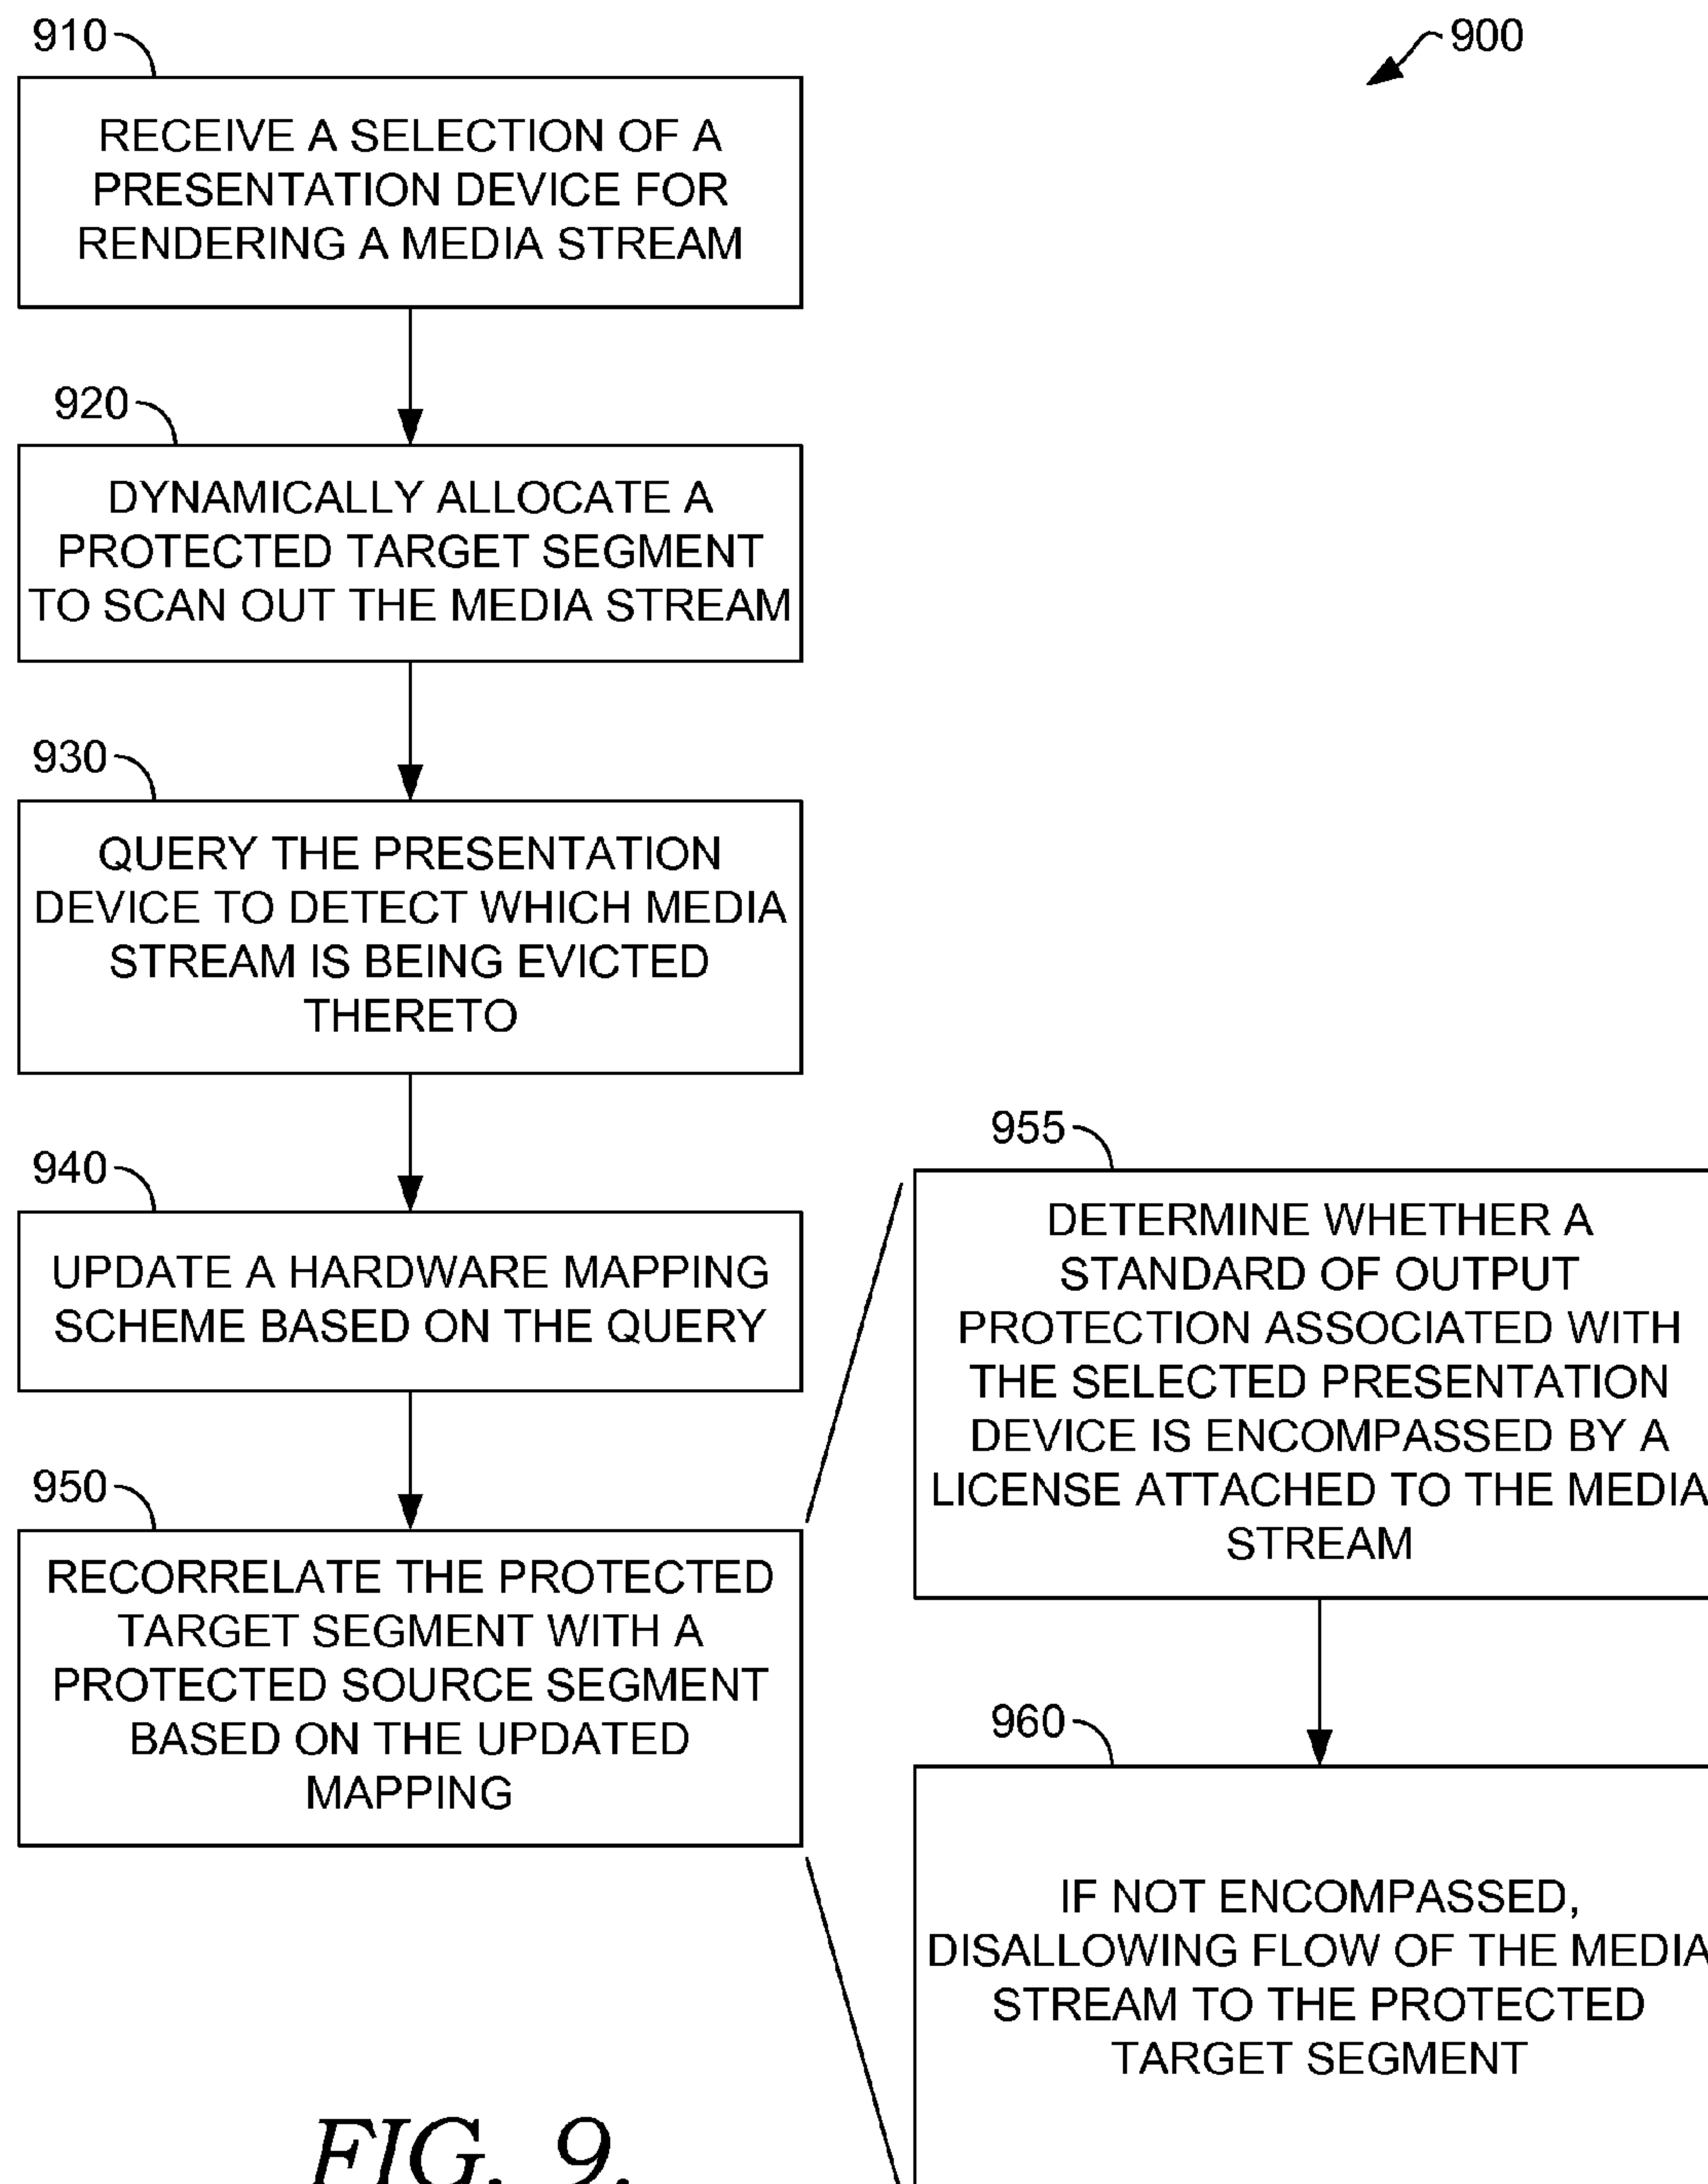 910
900
RECEIVE A SELECTION OF A
PRESENTATION DEVICE FOR
RENDERING A MEDIA STREAM
920
DYNAMICALLY ALLOCATE A
PROTECTED TARGET SEGMENT
TO SCAN OUT THE MEDIA STREAM
930
QUERY THE PRESENTATION
DEVICE TO DETECT WHICH MEDIA
STREAM IS BEING EVICTED
THERETO
940
UPDATE A HARDWARE MAPPING
SCHEME BASED ON THE QUERY
950
RECORRELATE THE PROTECTED
TARGET SEGMENT WITH A
PROTECTED SOURCE SEGMENT
BASED ON THE UPDATED
MAPPING
955
DETERMINE WHETHER A
STANDARD OF OUTPUT
PROTECTION ASSOCIATED WITH
THE SELECTED PRESENTATION
DEVICE IS ENCOMPASSED BY A
LICENSE ATTACHED TO THE MEDIA
STREAM
960
IF NOT ENCOMPASSED,
DISALLOWING FLOW OF THE MEDIA
STREAM TO THE PROTECTED
TARGET SEGMENT
FIG. 9.